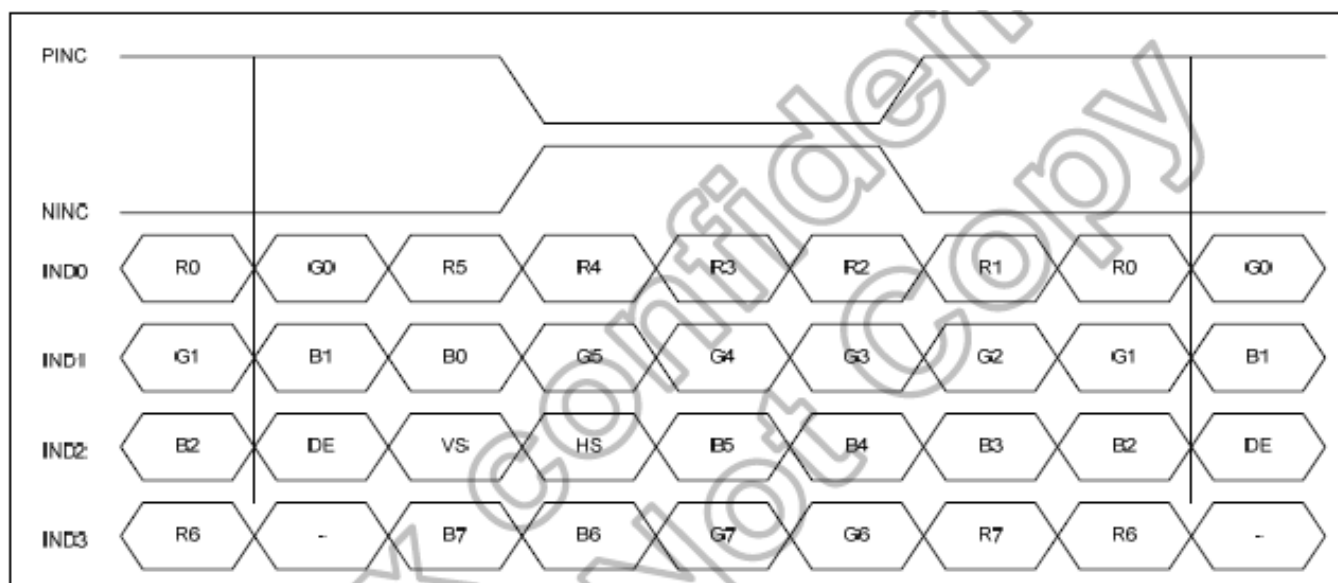 PINC
NINC
IND0 R0 G0 R5 R4 R3 R2 R1 R0 G0
IND1 G1 B1 B0 G5 G4 G3 G2 G1 B1
IND2 B2 DE VS HS B5 B4 B3 B2 DE
IND3 R6 - B7 B6 G7 G6 R7 R6 -
Not Copy